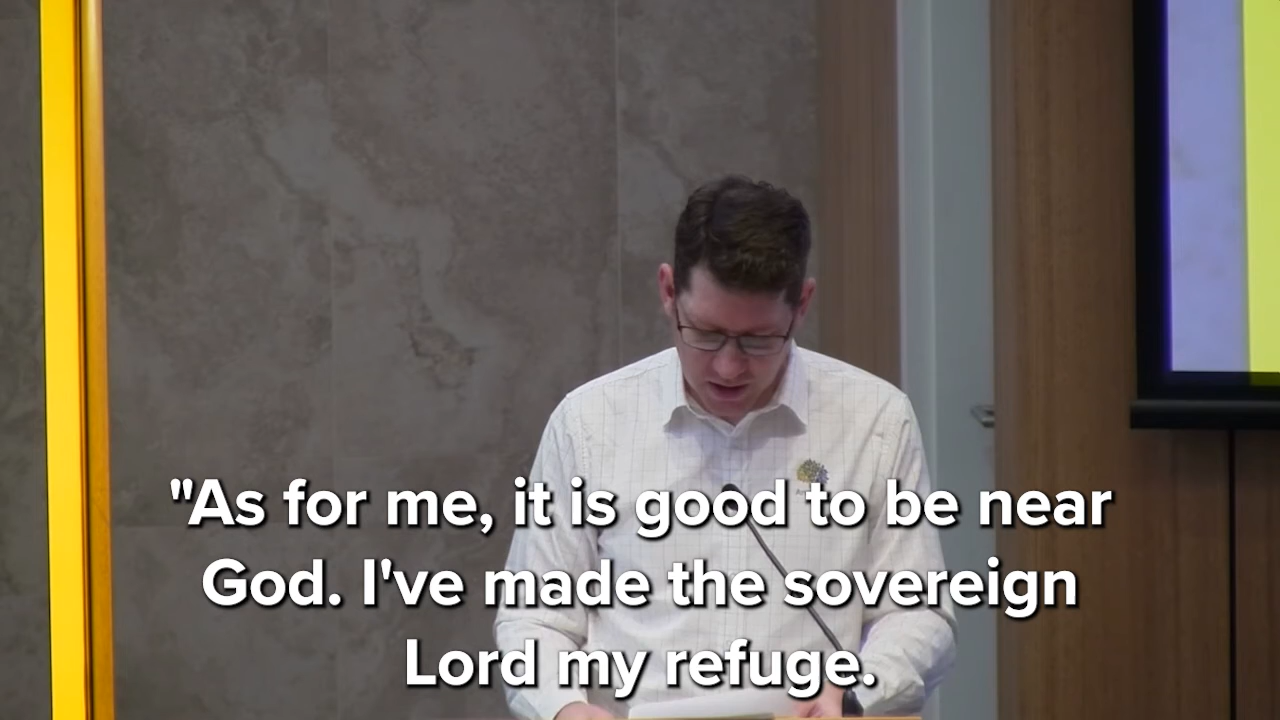 "As for me, it is good to be near
God. I've made the sovereign
Lord my refuge.